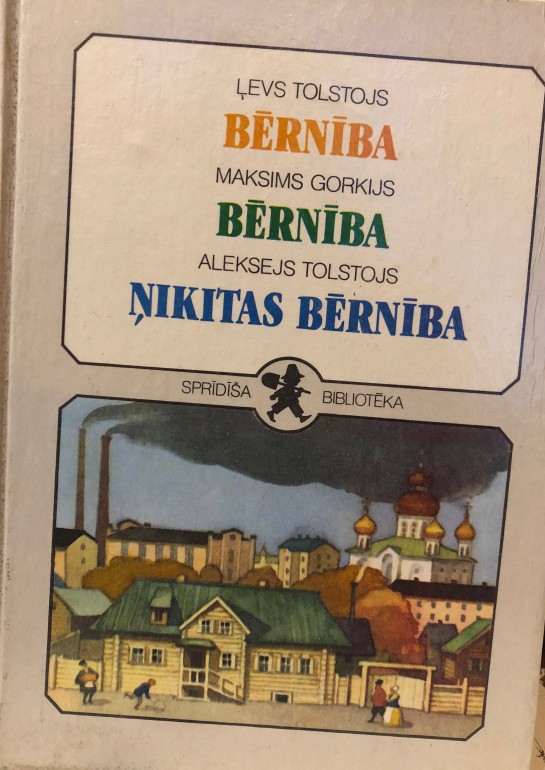 ĻEVS TOLSTOJS
BĒRNĪBA
MAKSIMS GORKIJS
BĒRNĪBA
ALEKSEJS TOLSTOJS
ŅIKITAS BĒRNĪBA
SPRĪDĪŠA BIBLIOTĒKA